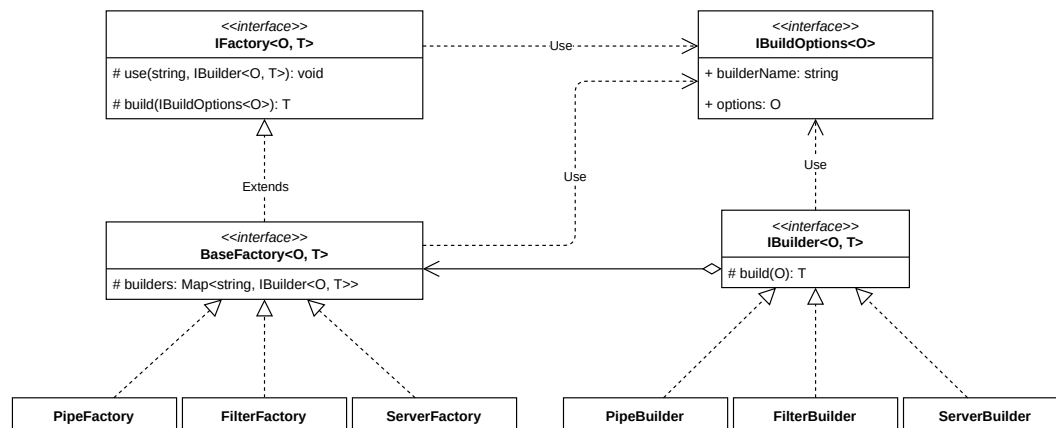 <<interface>>
IFactory<O, T>
# use(string, IBuilder<O, T>): void
# build(IBuildOptions<O>): T
Use
<<interface>>
IBuildOptions<O>
+ builderName: string
+ options: O
Extends
Use
Use
<<interface>>
BaseFactory<O, T>
# builders: Map<string, IBuilder<O, T>>
<<interface>>
IBuilder<O, T>
# build(O): T
PipeFactory
FilterFactory
ServerFactory
PipeBuilder
FilterBuilder
ServerBuilder